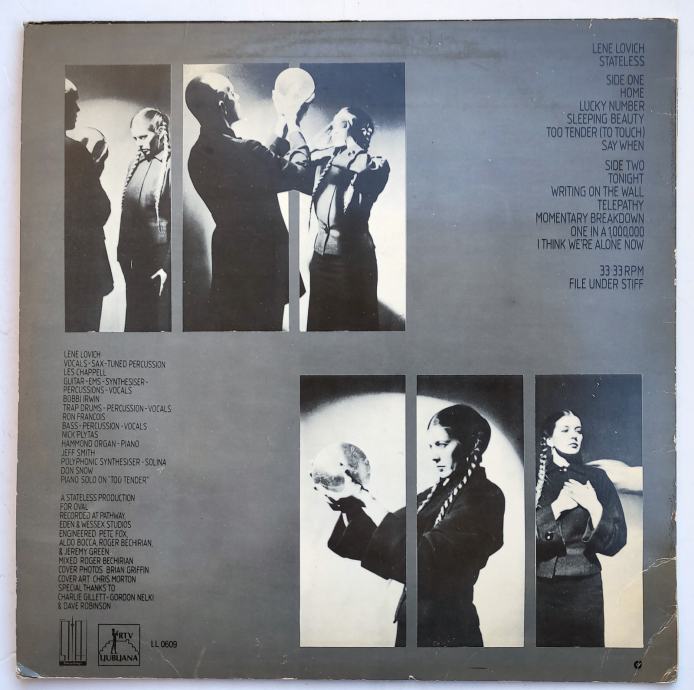 LENE LOVICH
STATELESS
SIDE ONE
HOME
LUCKY NUMBER
SLEEPING BEAUTY
TOO TENDER (TO TOUCH)
SAY WHEN
SIDE TWO
TONIGHT
WRITING ON THE WALL
TELEPATHY
MOMENTARY BREAKDOWN
ONE IN A 1,000,000
I THINK WE'RE ALONE NOW
33 33 RPM
FILE UNDER STIFF
LENE LOVICH
VOCALS-SAX-TUNED PERCUSSION
LES CHAPPELL
GUITAR-EMS-SYNTHESISER-
PERCUSSIONS-VOCALS
BOBBI IRWIN
TRAP DRUMS-PERCUSSION-VOCALS
RON FRANCOIS
BASS-PERCUSSION-VOCALS
NICK PLYTAS
HAMMOND ORGAN-PIANO
JEFF SMITH
POLYPHONIC SYNTHESISER-SOLINA
DON SNOW
PIANO SOLO ON "TOO TENDER"
A STATELESS PRODUCTION
FOR OVAL
RECORDED AT PATHWAY,
EDEN & WESSEX STUDIOS
ENGINEERED PETE FOX,
ALDO BOCCA, ROGER BECHIRIAN,
& JEREMY GREEN
MIXED ROGER BECHIRIAN
COVER PHOTOS BRIAN GRIFFIN
COVER ART CHRIS MORTON
SPECIAL THANKS TO
CHARLIE GILLETT-GORDON NELKI
& DAVE ROBINSON
RTV
LJUBLJANA
LL 0609